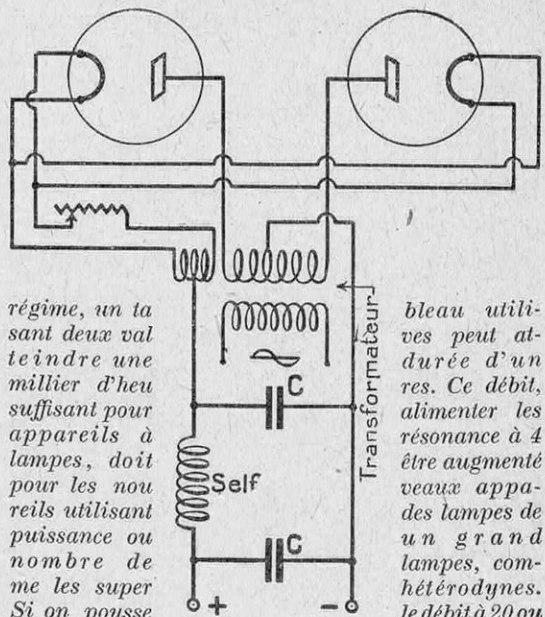 régime, un ta bleau utili-
sant deux val ves peut at-
teindre une durée d'un
millier d'heu res. Ce débit,
suffisant pour alimenter les
appareils à résonance à 4
lampes, doit être augmenté
pour les nou veaux appa-
reils utilisant des lampes de
puissance ou un grand
nombre de lampes, com-
me les super hétérodynes.
Si on pousse le débit à 20 ou
Transformateur
C
Self
C
+ -